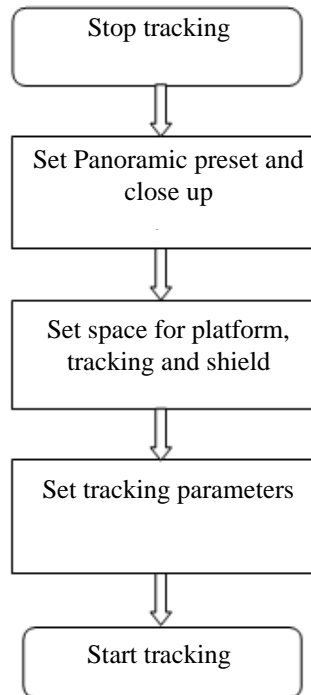 Stop tracking
Set Panoramic preset and
close up
Set space for platform,
tracking and shield
Set tracking parameters
Start tracking